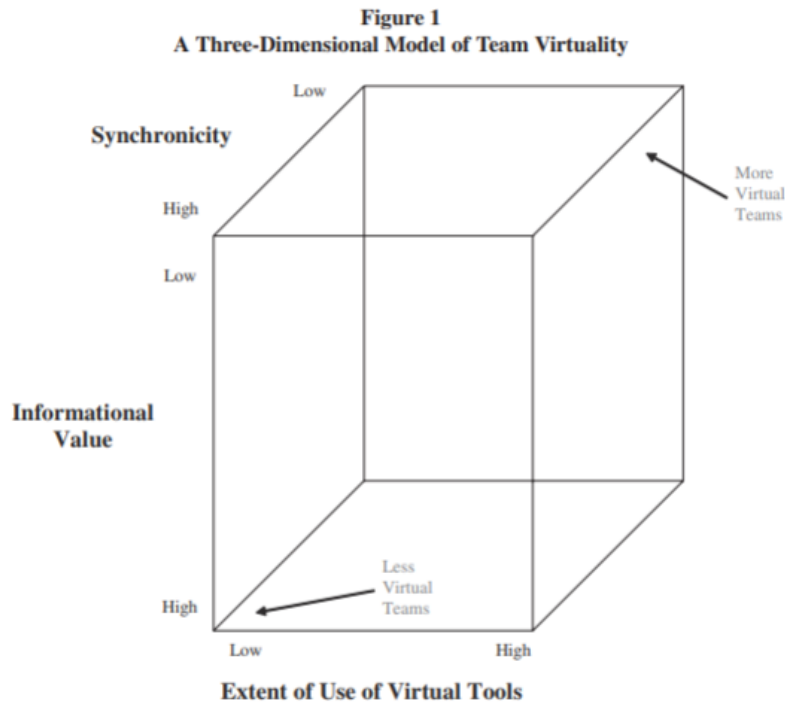 Figure 1
A Three-Dimensional Model of Team Virtuality
Low
Synchronicity
More
Virtual
Teams
High
Low
Informational
Value
Less
Virtual
Teams
High
Low
High
Extent of Use of Virtual Tools